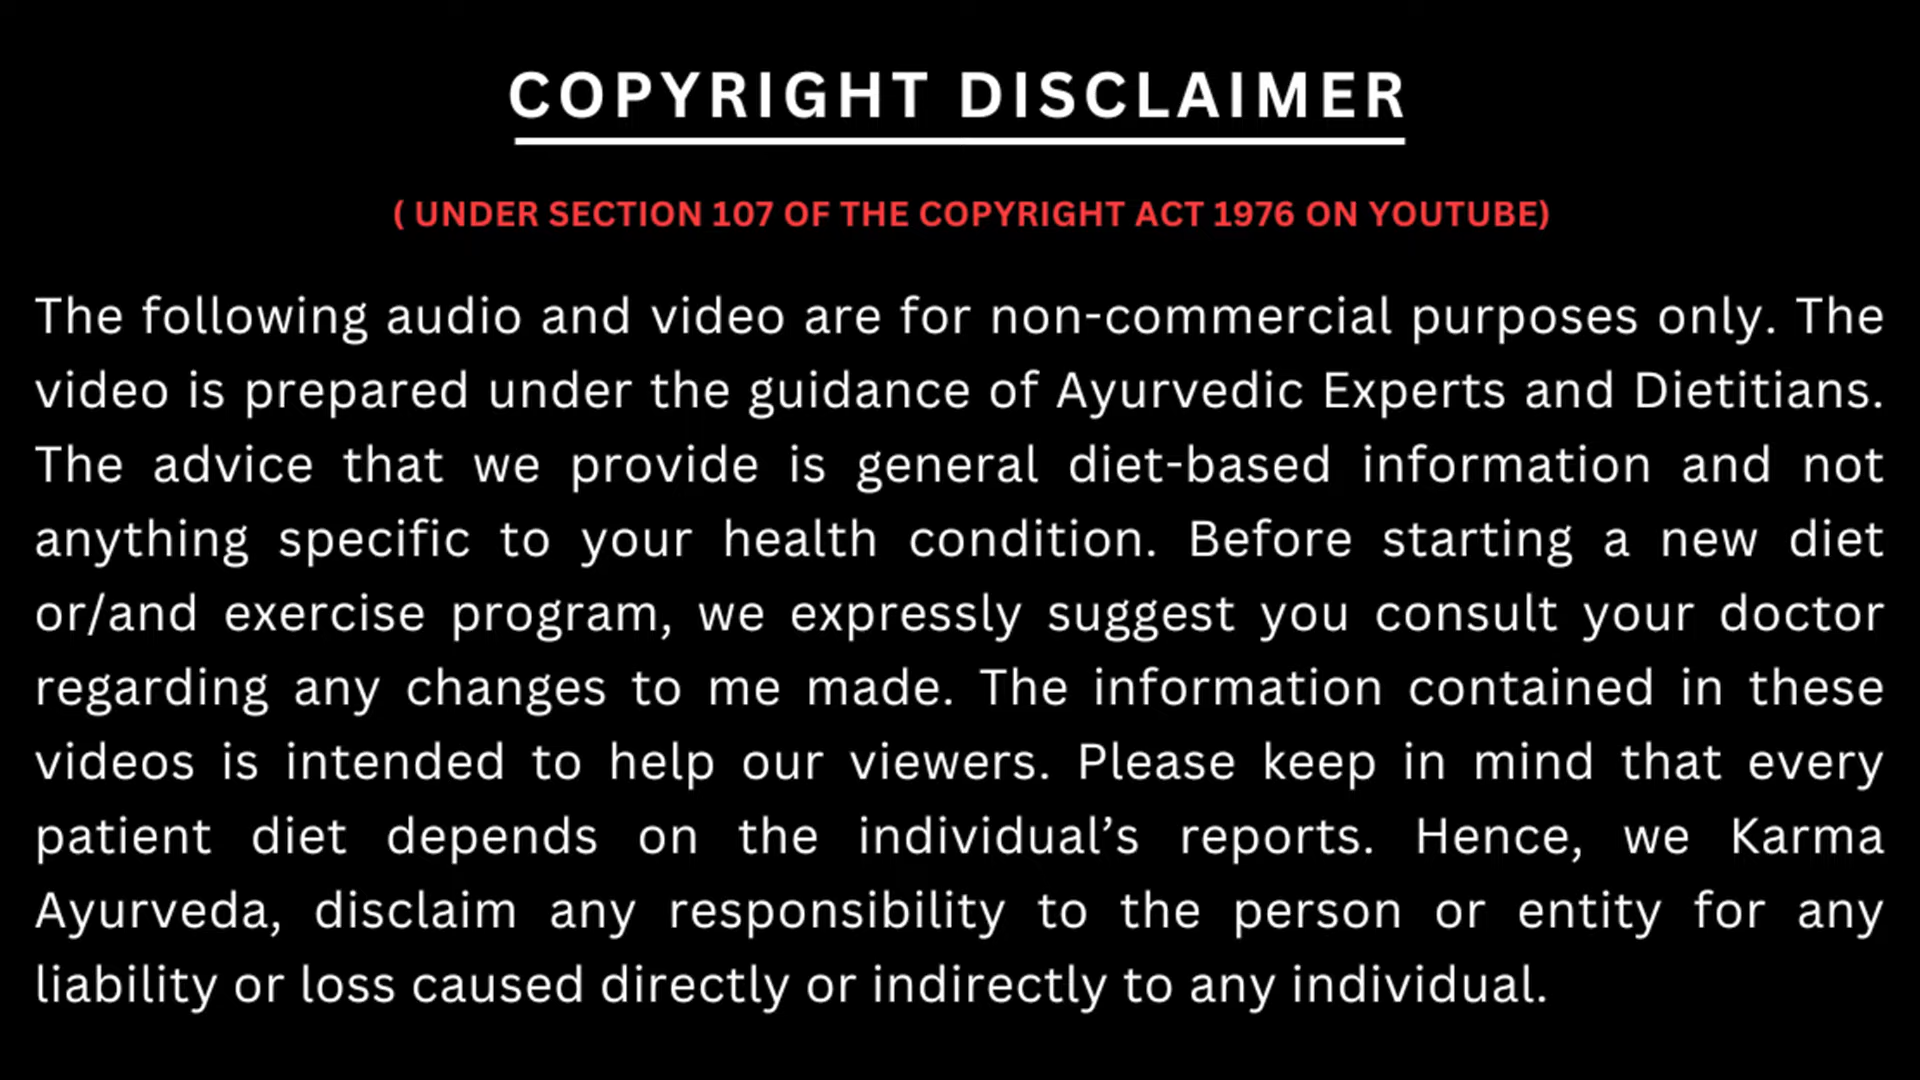 COPYRIGHT DISCLAIMER
( UNDER SECTION 107 OF THE COPYRIGHT ACT 1976 ON YOUTUBE)
The following audio and video are for non-commercial purposes only. The
video is prepared under the guidance of Ayurvedic Experts and Dietitians.
The advice that we provide is general diet-based information and not
anything specific to your health condition. Before starting a new diet
or/and exercise program, we expressly suggest you consult your doctor
regarding any changes to me made. The information contained in these
videos is intended to help our viewers. Please keep in mind that every
patient diet depends on the individual’s reports. Hence, we Karma
Ayurveda, disclaim any responsibility to the person or entity for any
liability or loss caused directly or indirectly to any individual.